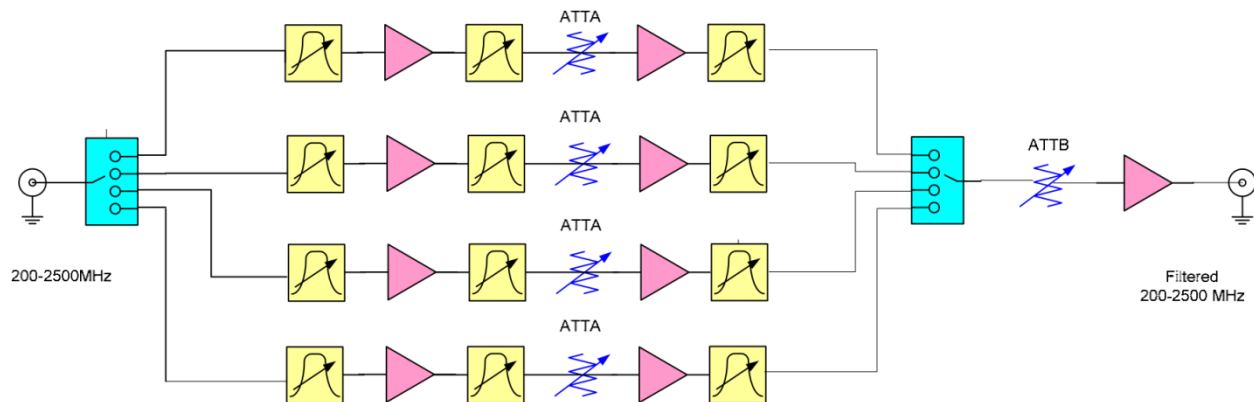 ATTA
ATTA
ATTB
200-2500MHz
ATTA
Filtered
200-2500 MHz
ATTA